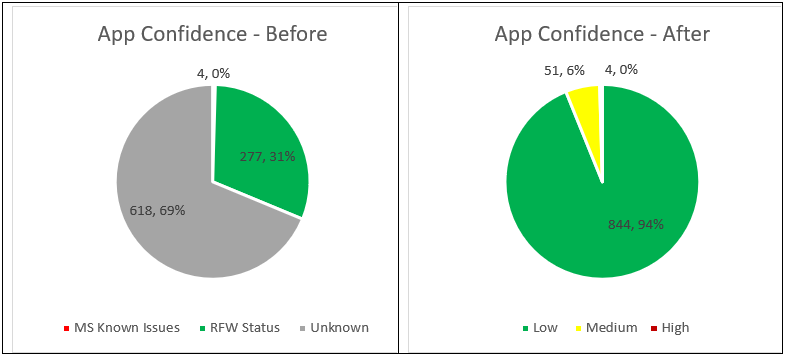 App Confidence - Before
4, 0%
277, 31%
618, 69%
MS Known Issues RFW Status Unknown
App Confidence - After
51, 6% 4, 0%
844, 94%
Low Medium High